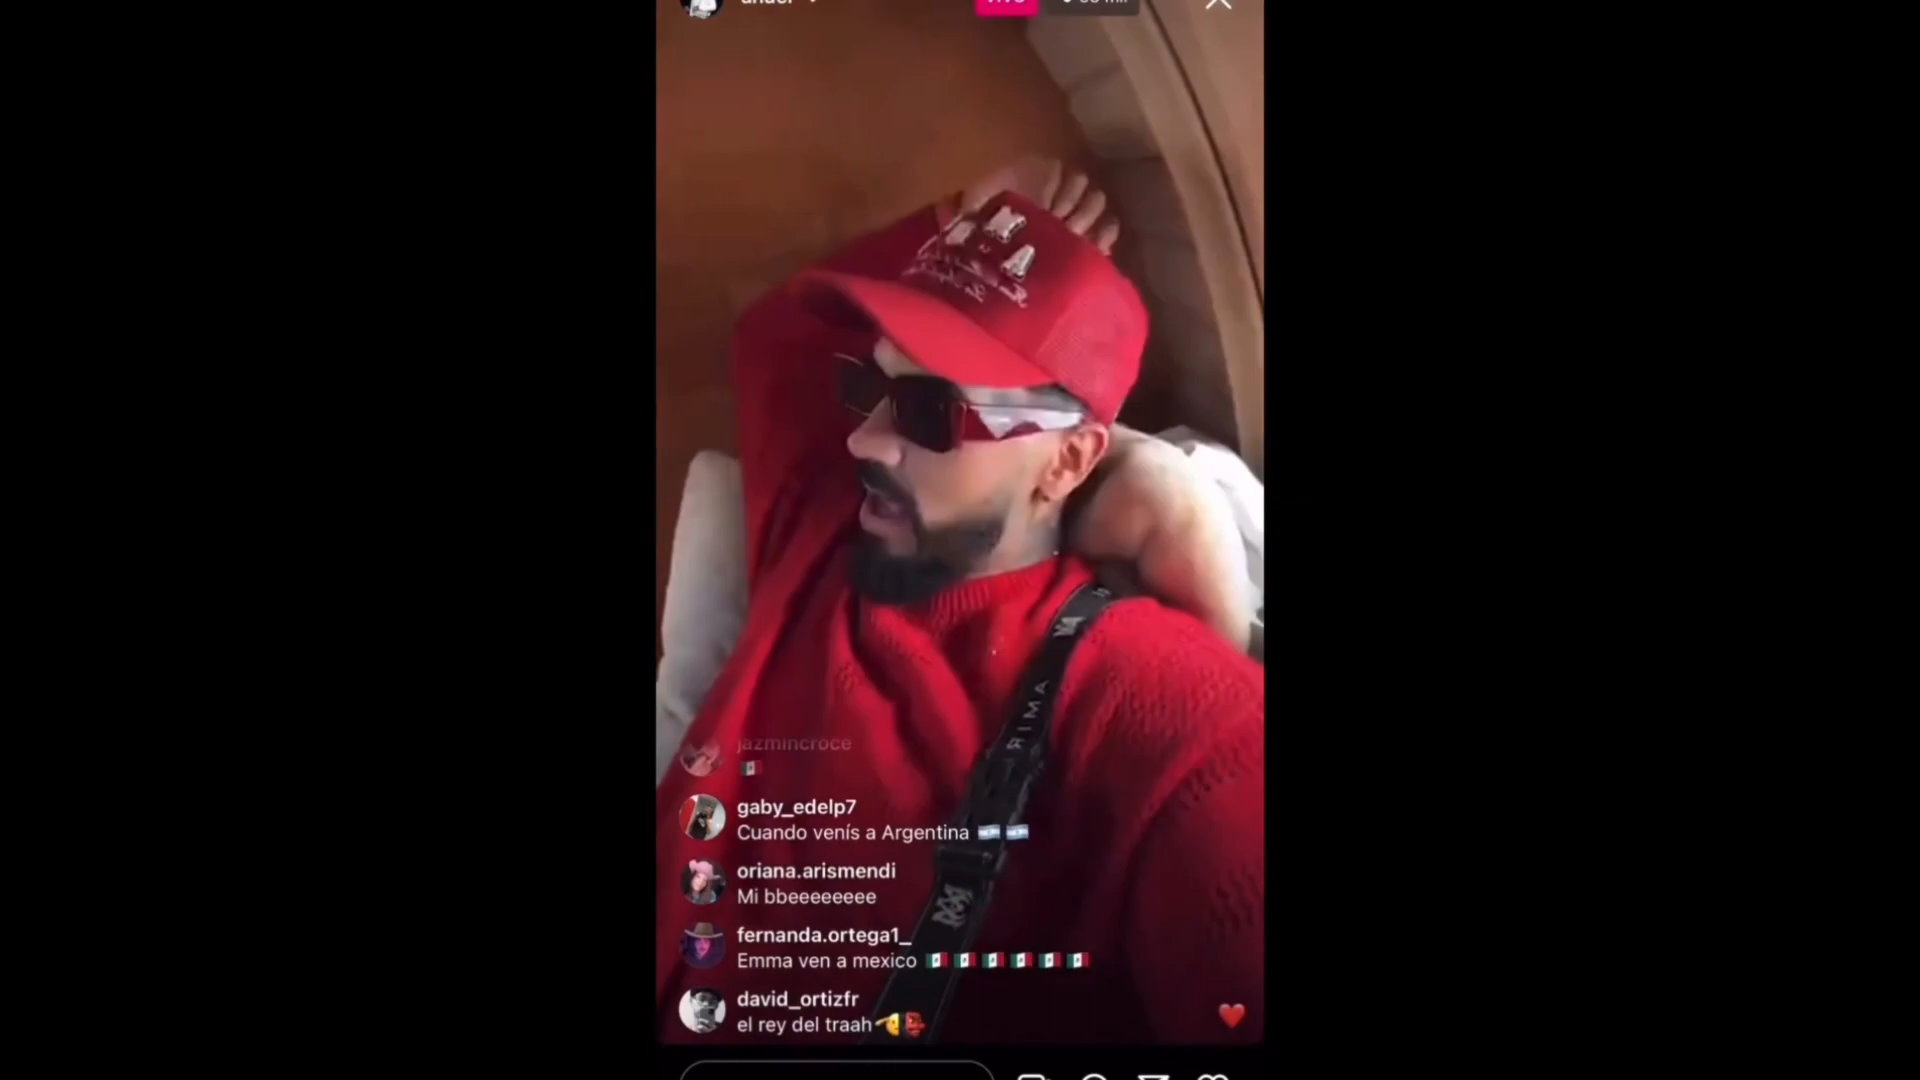 jazmincroce
🇲🇽
gaby_edelp7
Cuando venís a Argentina 🇦🇷 🇦🇷
oriana.arismendi
Mi bbeeeeeeee
fernanda.ortega1_
Emma ven a mexico 🇲🇽 🇲🇽 🇲🇽 🇲🇽 🇲🇽 🇲🇽
david_ortizfr
el rey del traah🫡👺
AMIRI